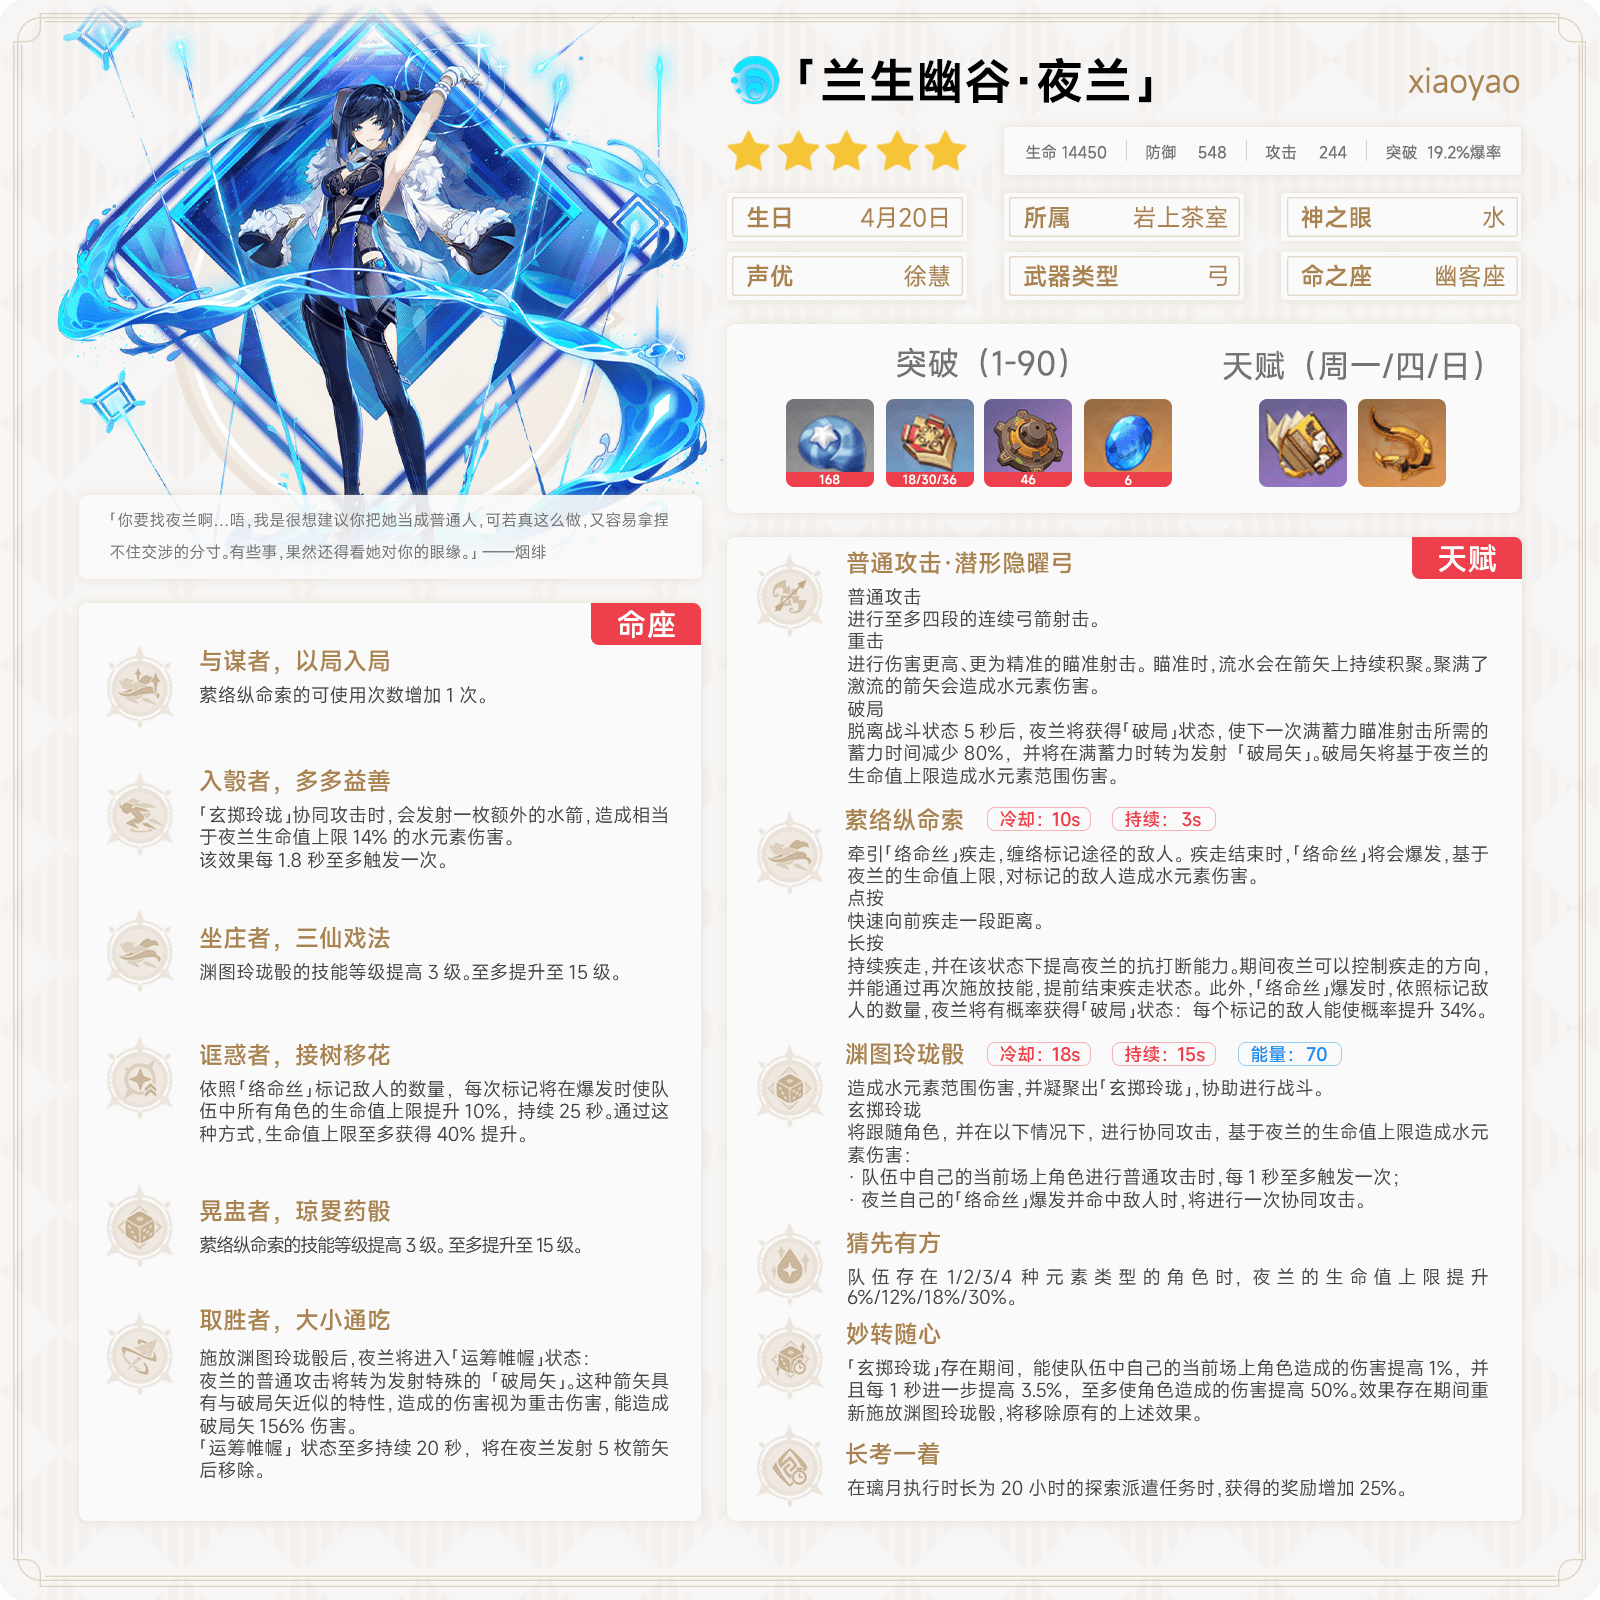 「兰生幽谷·夜兰」
xiaoyao
生命 14450 防御 548 攻击 244 突破 19.2%爆率
生日 4月20日 所属 岩上茶室 神之眼 水
声优 徐慧 武器类型 弓 命之座 幽客座
突破（1-90） 天赋（周一/四/日）
168 18/30/36 46 6
「你要找夜兰啊…唔,我是很想建议你把她当成普通人,可若真这么做,又容易拿捏
不住交涉的分寸。有些事,果然还得看她对你的眼缘。」——烟绯
命座
与谋者，以局入局
萦络纵命索的可使用次数增加 1 次。
入彀者，多多益善
「玄掷玲珑」协同攻击时, 会发射一枚额外的水箭, 造成相当
于夜兰生命值上限 14% 的水元素伤害。
该效果每 1.8 秒至多触发一次。
坐庄者，三仙戏法
渊图玲珑骰的技能等级提高 3 级。至多提升至 15 级。
诓惑者，接树移花
依照「络命丝」标记敌人的数量，每次标记将在爆发时使队
伍中所有角色的生命值上限提升 10%，持续 25 秒。通过这
种方式,生命值上限至多获得 40% 提升。
晃盅者，琼畟药骰
萦络纵命索的技能等级提高 3 级。至多提升至 15 级。
取胜者，大小通吃
施放渊图玲珑骰后,夜兰将进入「运筹帷幄」状态：
夜兰的普通攻击将转为发射特殊的「破局矢」。这种箭矢具
有与破局矢近似的特性, 造成的伤害视为重击伤害, 能造成
破局矢 156% 伤害。
「运筹帷幄」状态至多持续 20 秒，将在夜兰发射 5 枚箭矢
后移除。
天赋
普通攻击·潜形隐曜弓
普通攻击
进行至多四段的连续弓箭射击。
重击
进行伤害更高、更为精准的瞄准射击。瞄准时,流水会在箭矢上持续积聚。聚满了
激流的箭矢会造成水元素伤害。
破局
脱离战斗状态 5 秒后, 夜兰将获得「破局」状态, 使下一次满蓄力瞄准射击所需的
蓄力时间减少 80%，并将在满蓄力时转为发射「破局矢」。破局矢将基于夜兰的
生命值上限造成水元素范围伤害。
萦络纵命索 冷却：10s 持续：3s
牵引「络命丝」疾走,缠络标记途径的敌人。疾走结束时,「络命丝」将会爆发,基于
夜兰的生命值上限,对标记的敌人造成水元素伤害。
点按
快速向前疾走一段距离。
长按
持续疾走,并在该状态下提高夜兰的抗打断能力。期间夜兰可以控制疾走的方向,
并能通过再次施放技能,提前结束疾走状态。此外,「络命丝」爆发时,依照标记敌
人的数量,夜兰将有概率获得「破局」状态：每个标记的敌人能使概率提升 34%。
渊图玲珑骰 冷却：18s 持续：15s 能量：70
造成水元素范围伤害,并凝聚出「玄掷玲珑」,协助进行战斗。
玄掷玲珑
将跟随角色，并在以下情况下，进行协同攻击，基于夜兰的生命值上限造成水元
素伤害：
· 队伍中自己的当前场上角色进行普通攻击时,每 1 秒至多触发一次；
· 夜兰自己的「络命丝」爆发并命中敌人时,将进行一次协同攻击。
猜先有方
队伍存在 1/2/3/4 种元素类型的角色时，夜兰的生命值上限提升
6%/12%/18%/30%。
妙转随心
「玄掷玲珑」存在期间，能使队伍中自己的当前场上角色造成的伤害提高 1%，并
且每 1 秒进一步提高 3.5%，至多使角色造成的伤害提高 50%。效果存在期间重
新施放渊图玲珑骰,将移除原有的上述效果。
长考一着
在璃月执行时长为 20 小时的探索派遣任务时,获得的奖励增加 25%。